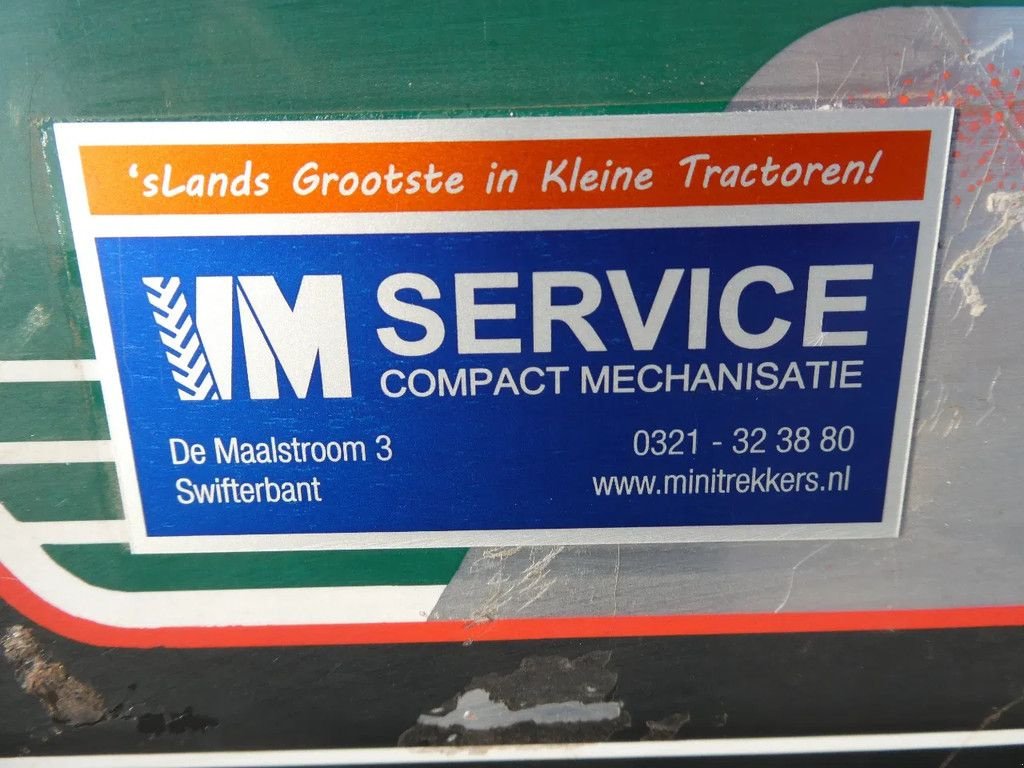 'sLands Grootste in Kleine Tractoren!
VM SERVICE
COMPACT MECHANISATIE
De Maalstroom 3
Swifterbant
0321 - 32 38 80
www.minitrekkers.nl